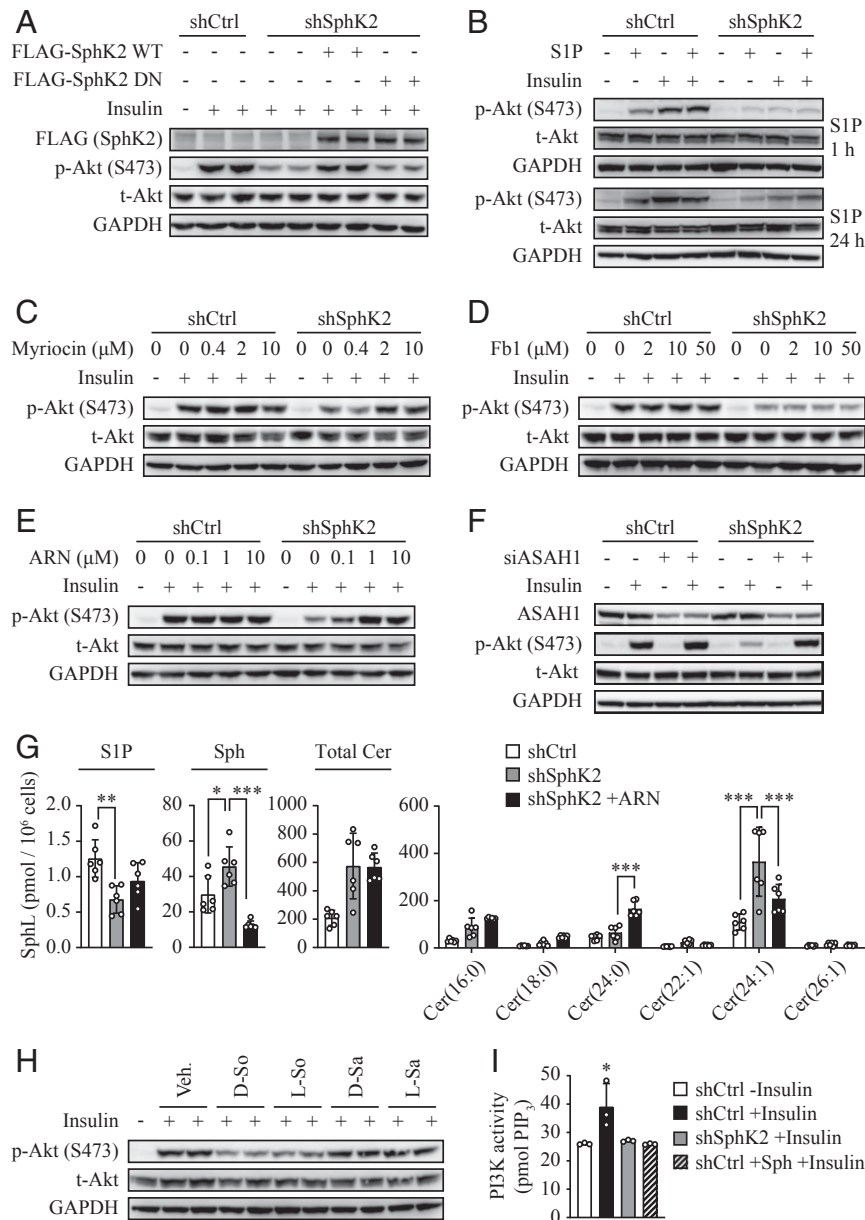 A
shCtrl shSphK2
FLAG-SphK2 WT - - - - - + + - -
FLAG-SphK2 DN - - - - - - - + +
Insulin - + + + + + + + +
FLAG (SphK2)
p-Akt (S473)
t-Akt
GAPDH
B
shCtrl shSphK2
S1P - + - + - + - +
Insulin - - + + - - + +
p-Akt (S473)
t-Akt
GAPDH
S1P
1 h
p-Akt (S473)
t-Akt
GAPDH
S1P
24 h
C
shCtrl shSphK2
Myriocin (μM) 0 0 0.4 2 10 0 0 0.4 2 10
Insulin - + + + + - + + + +
p-Akt (S473)
t-Akt
GAPDH
D
shCtrl shSphK2
Fb1 (μM) 0 0 2 10 50 0 0 2 10 50
Insulin - + + + + - + + + +
p-Akt (S473)
t-Akt
GAPDH
E
shCtrl shSphK2
ARN (μM) 0 0 0.1 1 10 0 0 0.1 1 10
Insulin - + + + + - + + + +
p-Akt (S473)
t-Akt
GAPDH
F
shCtrl shSphK2
siASAH1 - - + + - - + +
Insulin - + - + - + - +
ASAH1
p-Akt (S473)
t-Akt
GAPDH
G
SphL (pmol / 10⁶ cells)
S1P
2.0
1.5
1.0
0.5
0.0
**
Sph
80
60
40
20
0
* ***
Total Cer
1000
800
600
400
200
0
shCtrl
shSphK2
shSphK2 +ARN
600
400
200
0
***
*** ***
Cer(16:0) Cer(18:0) Cer(24:0) Cer(22:1) Cer(24:1) Cer(26:1)
H
Veh. D-So L-So D-Sa L-Sa
Insulin - + + + + + + + + + +
p-Akt (S473)
t-Akt
GAPDH
I
PI3K activity
(pmol PIP₃)
50
40
30
20
10
0
*
shCtrl -Insulin
shCtrl +Insulin
shSphK2 +Insulin
shCtrl +Sph +Insulin